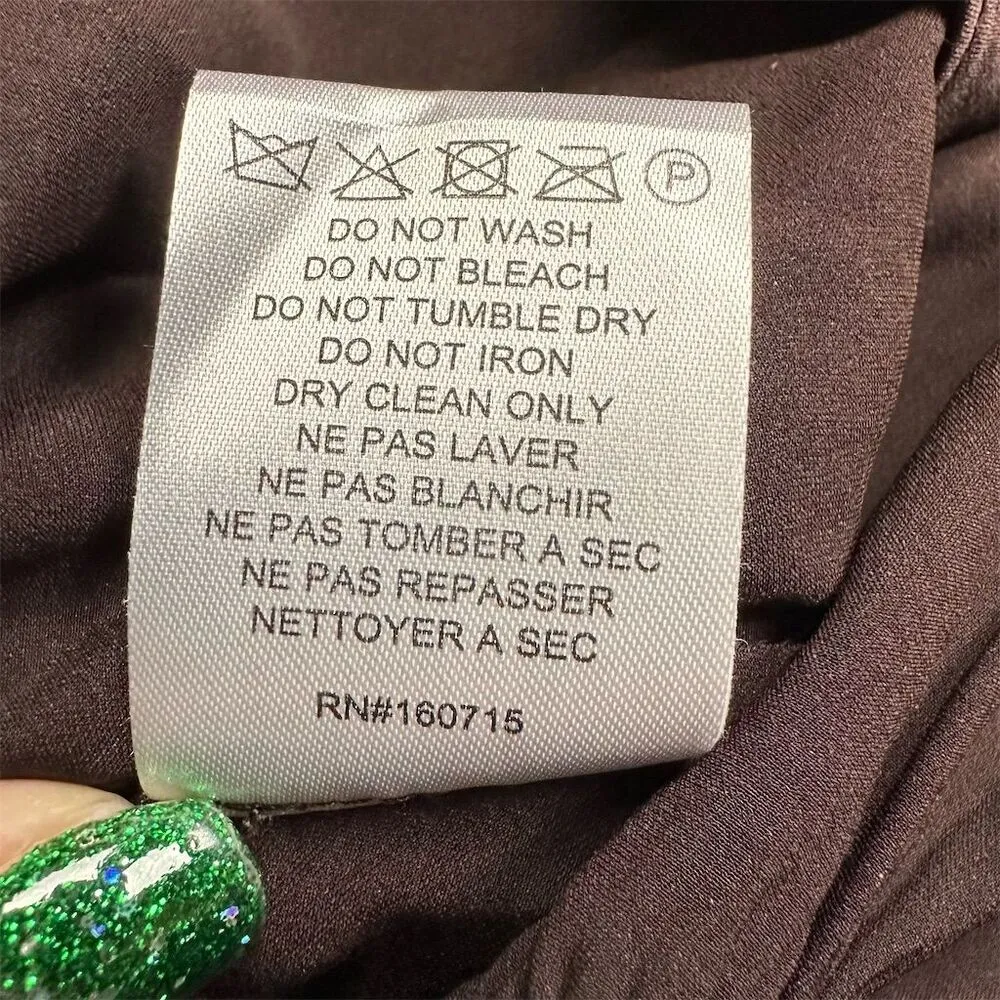 P
DO NOT WASH
DO NOT BLEACH
DO NOT TUMBLE DRY
DO NOT IRON
DRY CLEAN ONLY
NE PAS LAVER
NE PAS BLANCHIR
NE PAS TOMBER A SEC
NE PAS REPASSER
NETTOYER A SEC
RN#160715